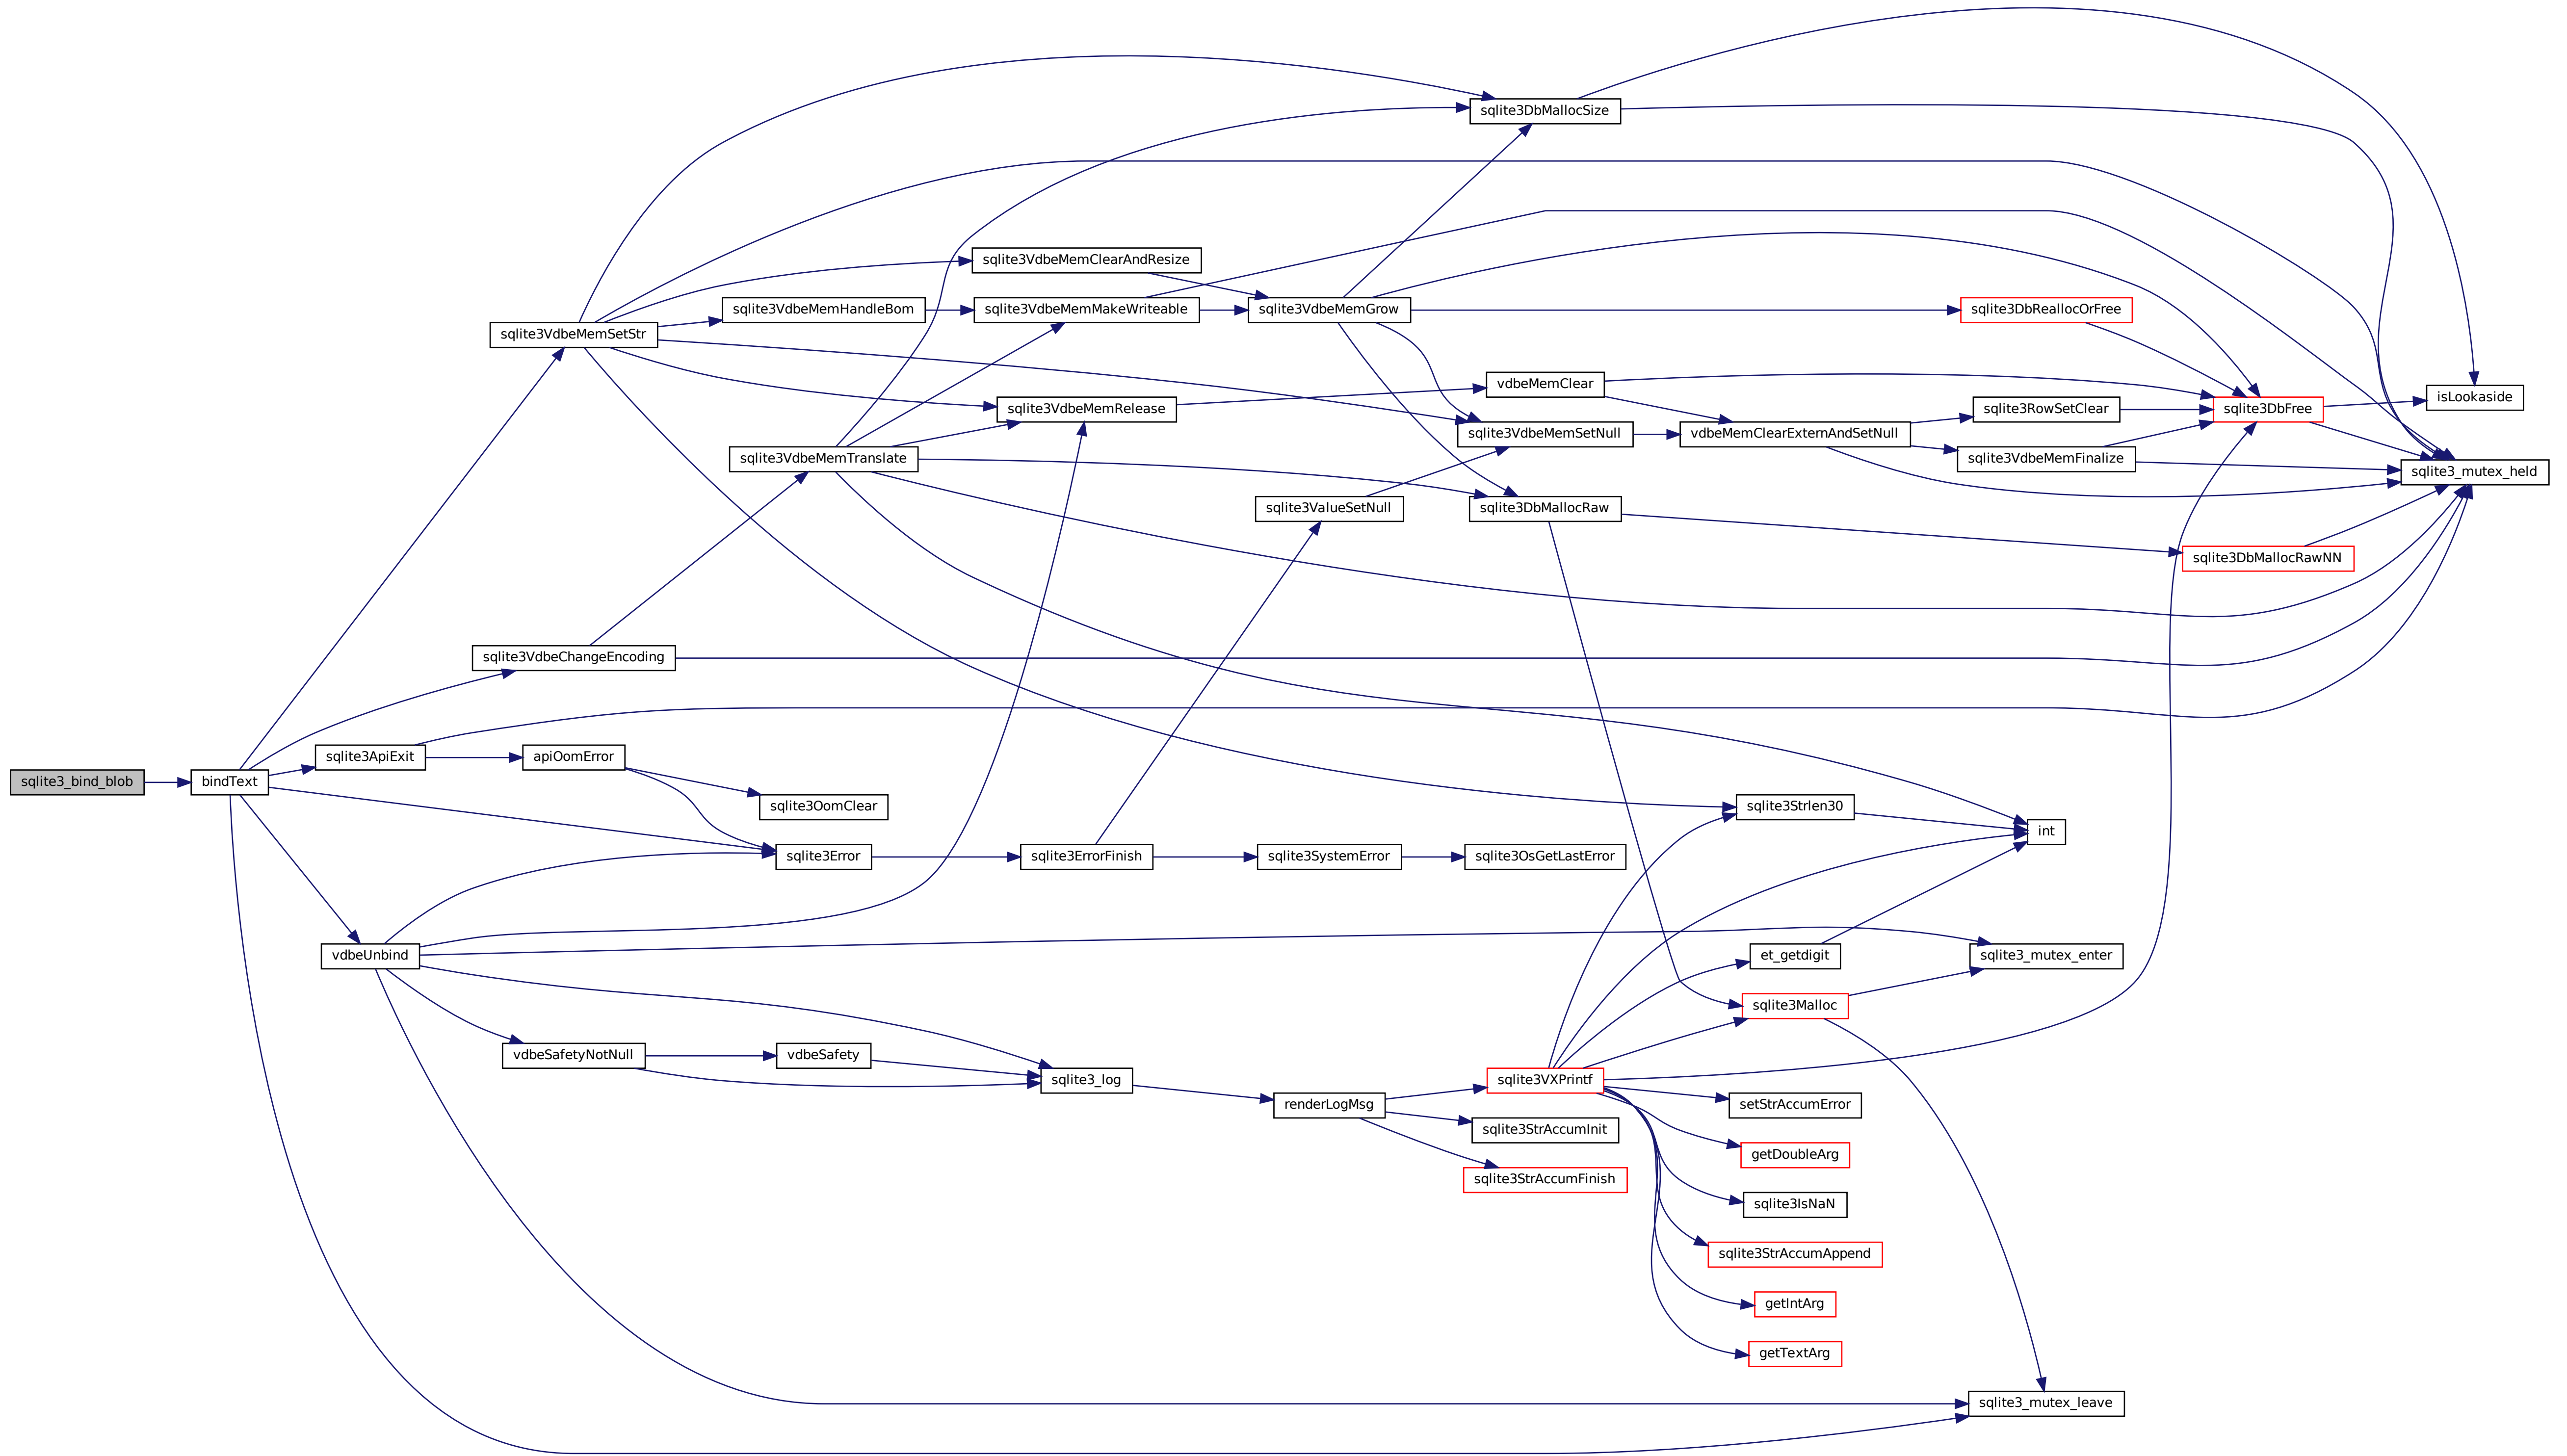 sqlite3_bind_blob
bindText
sqlite3VdbeMemSetStr
sqlite3VdbeChangeEncoding
sqlite3ApiExit
vdbeUnbind
sqlite3VdbeMemHandleBom
sqlite3VdbeMemTranslate
apiOomError
sqlite3OomClear
sqlite3Error
vdbeSafetyNotNull
vdbeSafety
sqlite3VdbeMemClearAndResize
sqlite3VdbeMemMakeWriteable
sqlite3VdbeMemRelease
sqlite3ErrorFinish
sqlite3_log
sqlite3VdbeMemGrow
sqlite3ValueSetNull
sqlite3SystemError
renderLogMsg
sqlite3DbMallocSize
vdbeMemClear
sqlite3VdbeMemSetNull
sqlite3DbMallocRaw
sqlite3OsGetLastError
sqlite3VXPrintf
sqlite3StrAccumInit
sqlite3StrAccumFinish
vdbeMemClearExternAndSetNull
sqlite3Strlen30
et_getdigit
sqlite3Malloc
setStrAccumError
getDoubleArg
sqlite3IsNaN
sqlite3StrAccumAppend
getIntArg
getTextArg
sqlite3DbReallocOrFree
sqlite3RowSetClear
sqlite3VdbeMemFinalize
int
sqlite3_mutex_enter
sqlite3_mutex_leave
sqlite3DbFree
sqlite3DbMallocRawNN
isLookaside
sqlite3_mutex_held